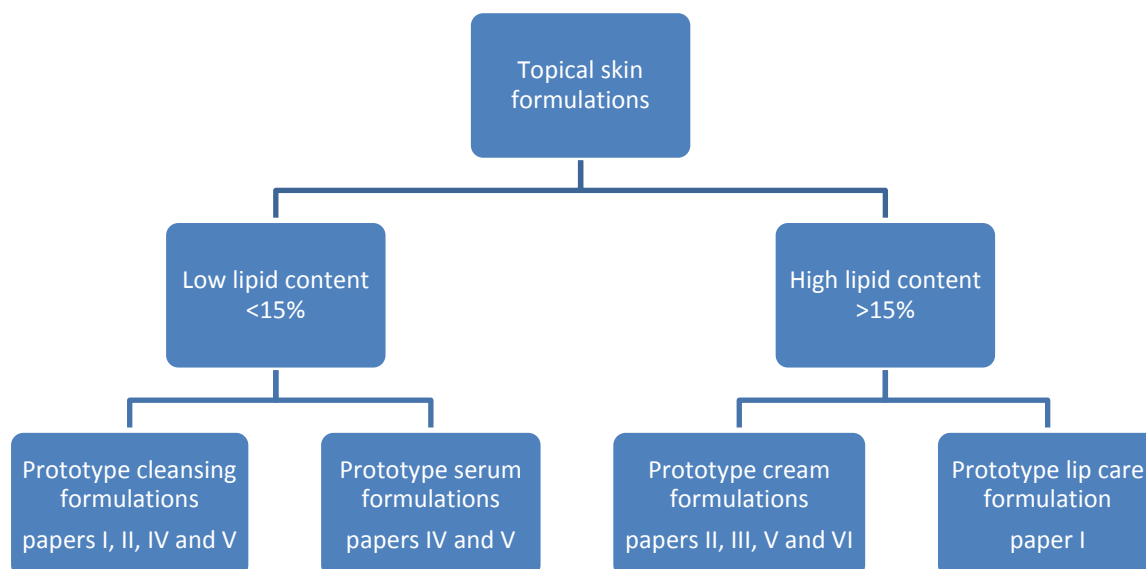 Topical skin
formulations
Low lipid content
<15%
High lipid content
>15%
Prototype cleansing
formulations
papers I, II, IV and V
Prototype serum
formulations
papers IV and V
Prototype cream
formulations
papers II, III, V and VI
Prototype lip care
formulation
paper I